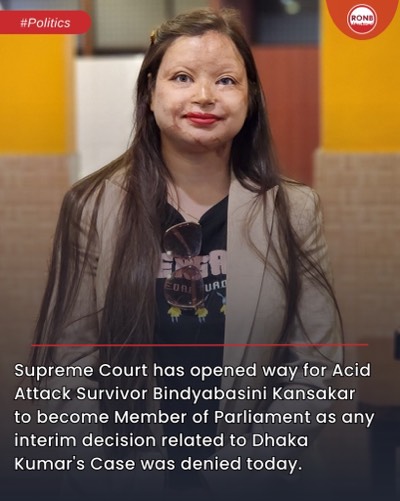 #Politics
RONB
Supreme Court has opened way for Acid
Attack Survivor Bindyabasini Kansakar
to become Member of Parliament as any
interim decision related to Dhaka
Kumar's Case was denied today.